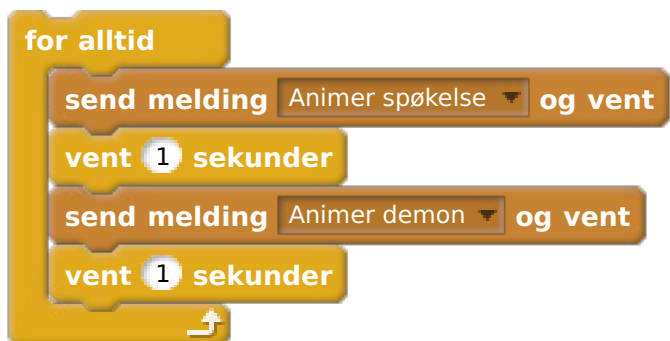 for alltid
send melding Animer spøkelse og vent
vent 1 sekunder
send melding Animer demon og vent
vent 1 sekunder